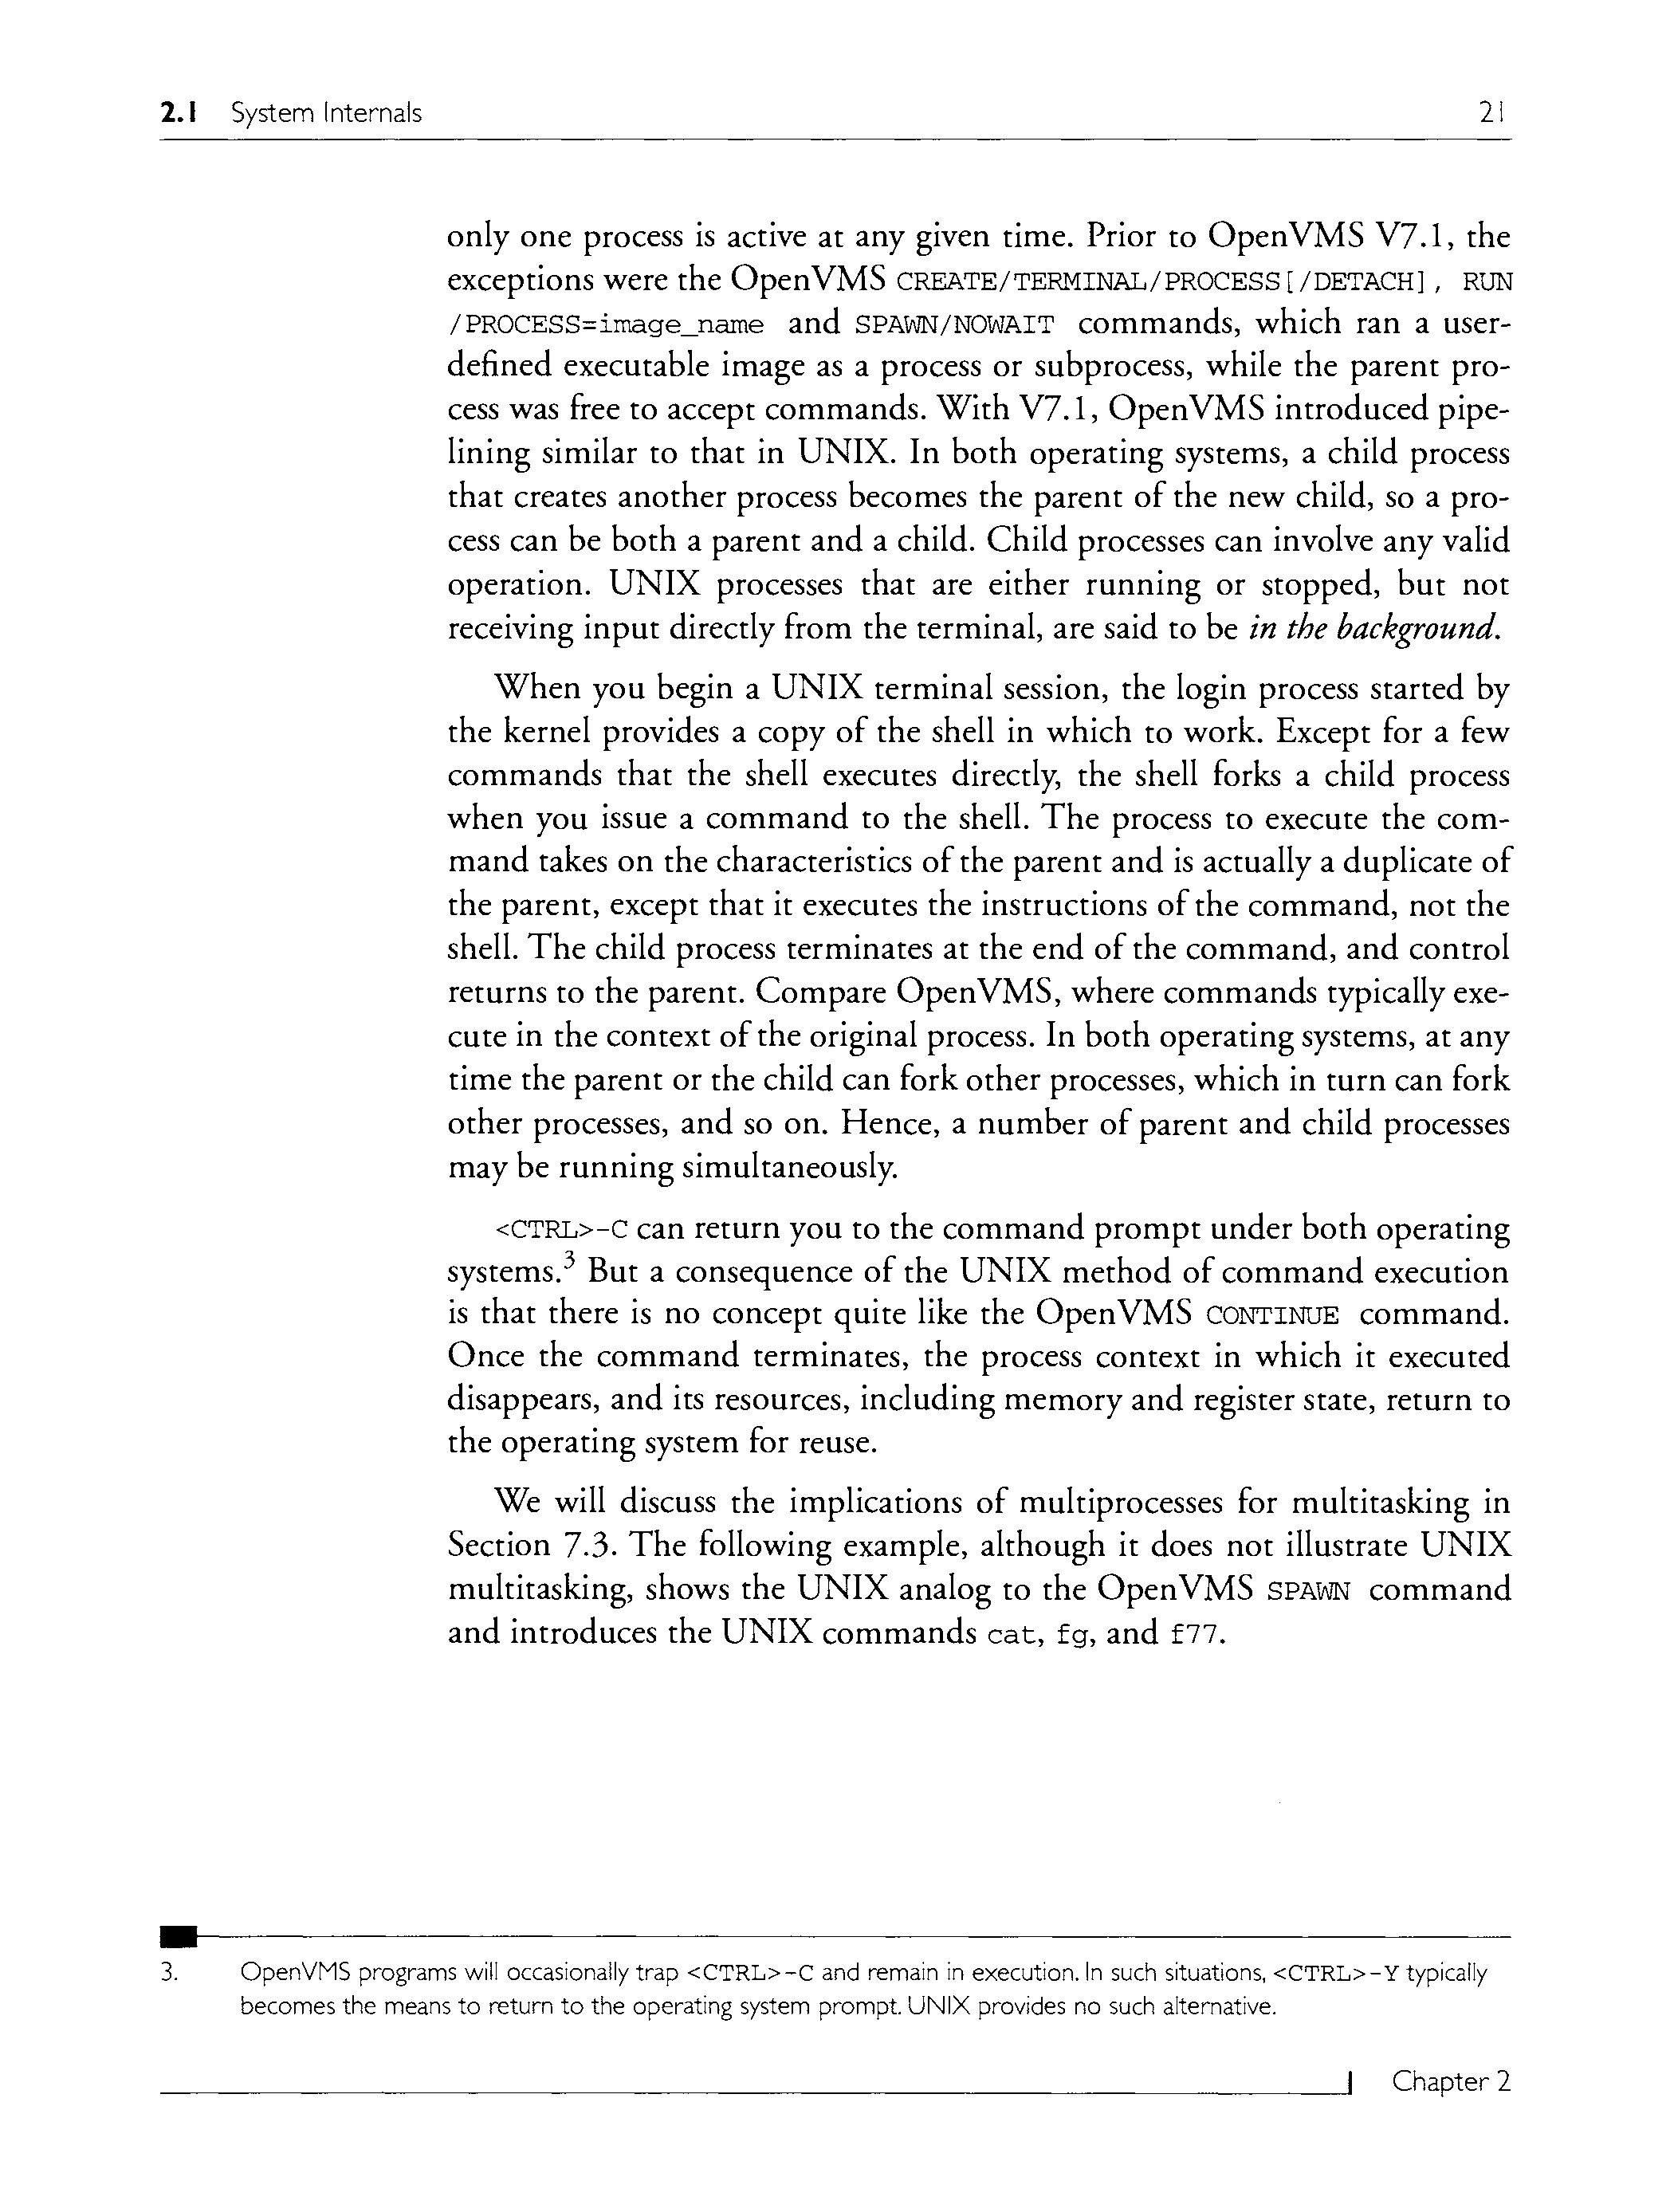 2.1 System Internals 21
only one process is active at any given time. Prior to OpenVMS V7.1, the
exceptions were the OpenVMS CREATE/TERMINAL/PROCESS[/DETACH], RUN
/PROCESS=image_name and SPAWN/NOWAIT commands, which ran a user-
defined executable image as a process or subprocess, while the parent pro-
cess was free to accept commands. With V7.1, OpenVMS introduced pipe-
lining similar to that in UNIX. In both operating systems, a child process
that creates another process becomes the parent of the new child, so a pro-
cess can be both a parent and a child. Child processes can involve any valid
operation. UNIX processes that are either running or stopped, but not
receiving input directly from the terminal, are said to be in the background.
When you begin a UNIX terminal session, the login process started by
the kernel provides a copy of the shell in which to work. Except for a few
commands that the shell executes directly, the shell forks a child process
when you issue a command to the shell. The process to execute the com-
mand takes on the characteristics of the parent and is actually a duplicate of
the parent, except that it executes the instructions of the command, not the
shell. The child process terminates at the end of the command, and control
returns to the parent. Compare OpenVMS, where commands typically exe-
cute in the context of the original process. In both operating systems, at any
time the parent or the child can fork other processes, which in turn can fork
other processes, and so on. Hence, a number of parent and child processes
may be running simultaneously.
<CTRL>-C can return you to the command prompt under both operating
systems.3 But a consequence of the UNIX method of command execution
is that there is no concept quite like the OpenVMS CONTINUE command.
Once the command terminates, the process context in which it executed
disappears, and its resources, including memory and register state, return to
the operating system for reuse.
We will discuss the implications of multiprocesses for multitasking in
Section 7.3. The following example, although it does not illustrate UNIX
multitasking, shows the UNIX analog to the OpenVMS SPAWN command
and introduces the UNIX commands cat, fg, and f77.
3. OpenVMS programs will occasionally trap <CTRL>-C and remain in execution. In such situations, <CTRL>-Y typically
becomes the means to return to the operating system prompt. UNIX provides no such alternative.
Chapter 2